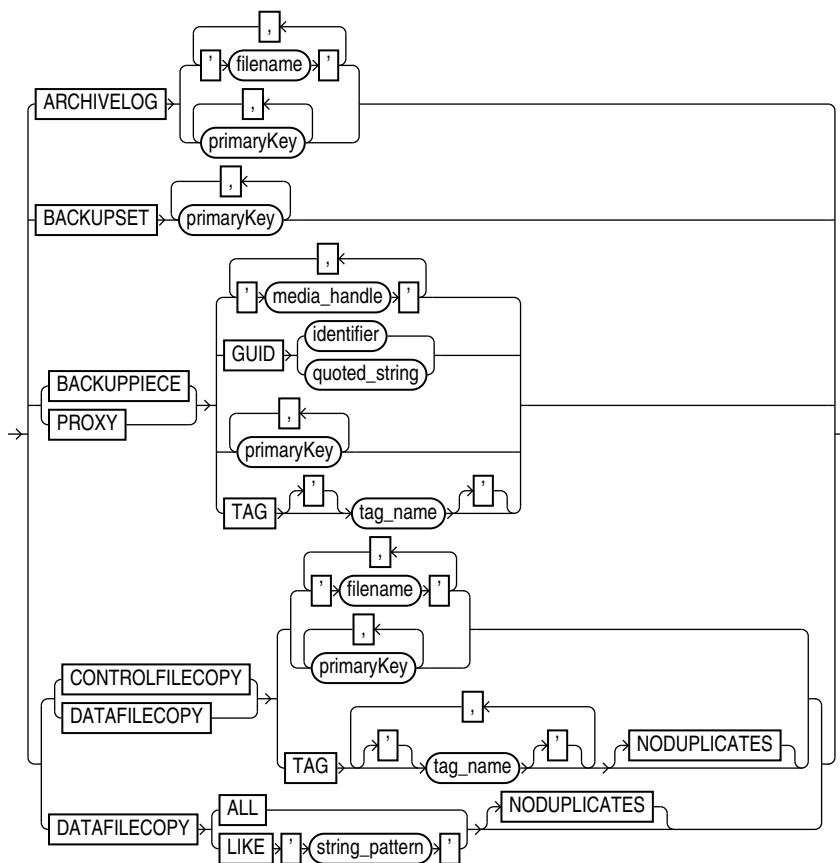 ,
' filename '
ARCHIVELOG
,
primaryKey
,
BACKUPSET primaryKey
,
' media_handle '
identifier
GUID
quoted_string
BACKUPPIECE
PROXY
,
primaryKey
' '
TAG tag_name
,
' filename '
,
primaryKey
CONTROLFILECOPY
DATAFILECOPY
,
' ' NODUPLICATES
TAG tag_name
ALL NODUPLICATES
DATAFILECOPY
LIKE ' string_pattern '